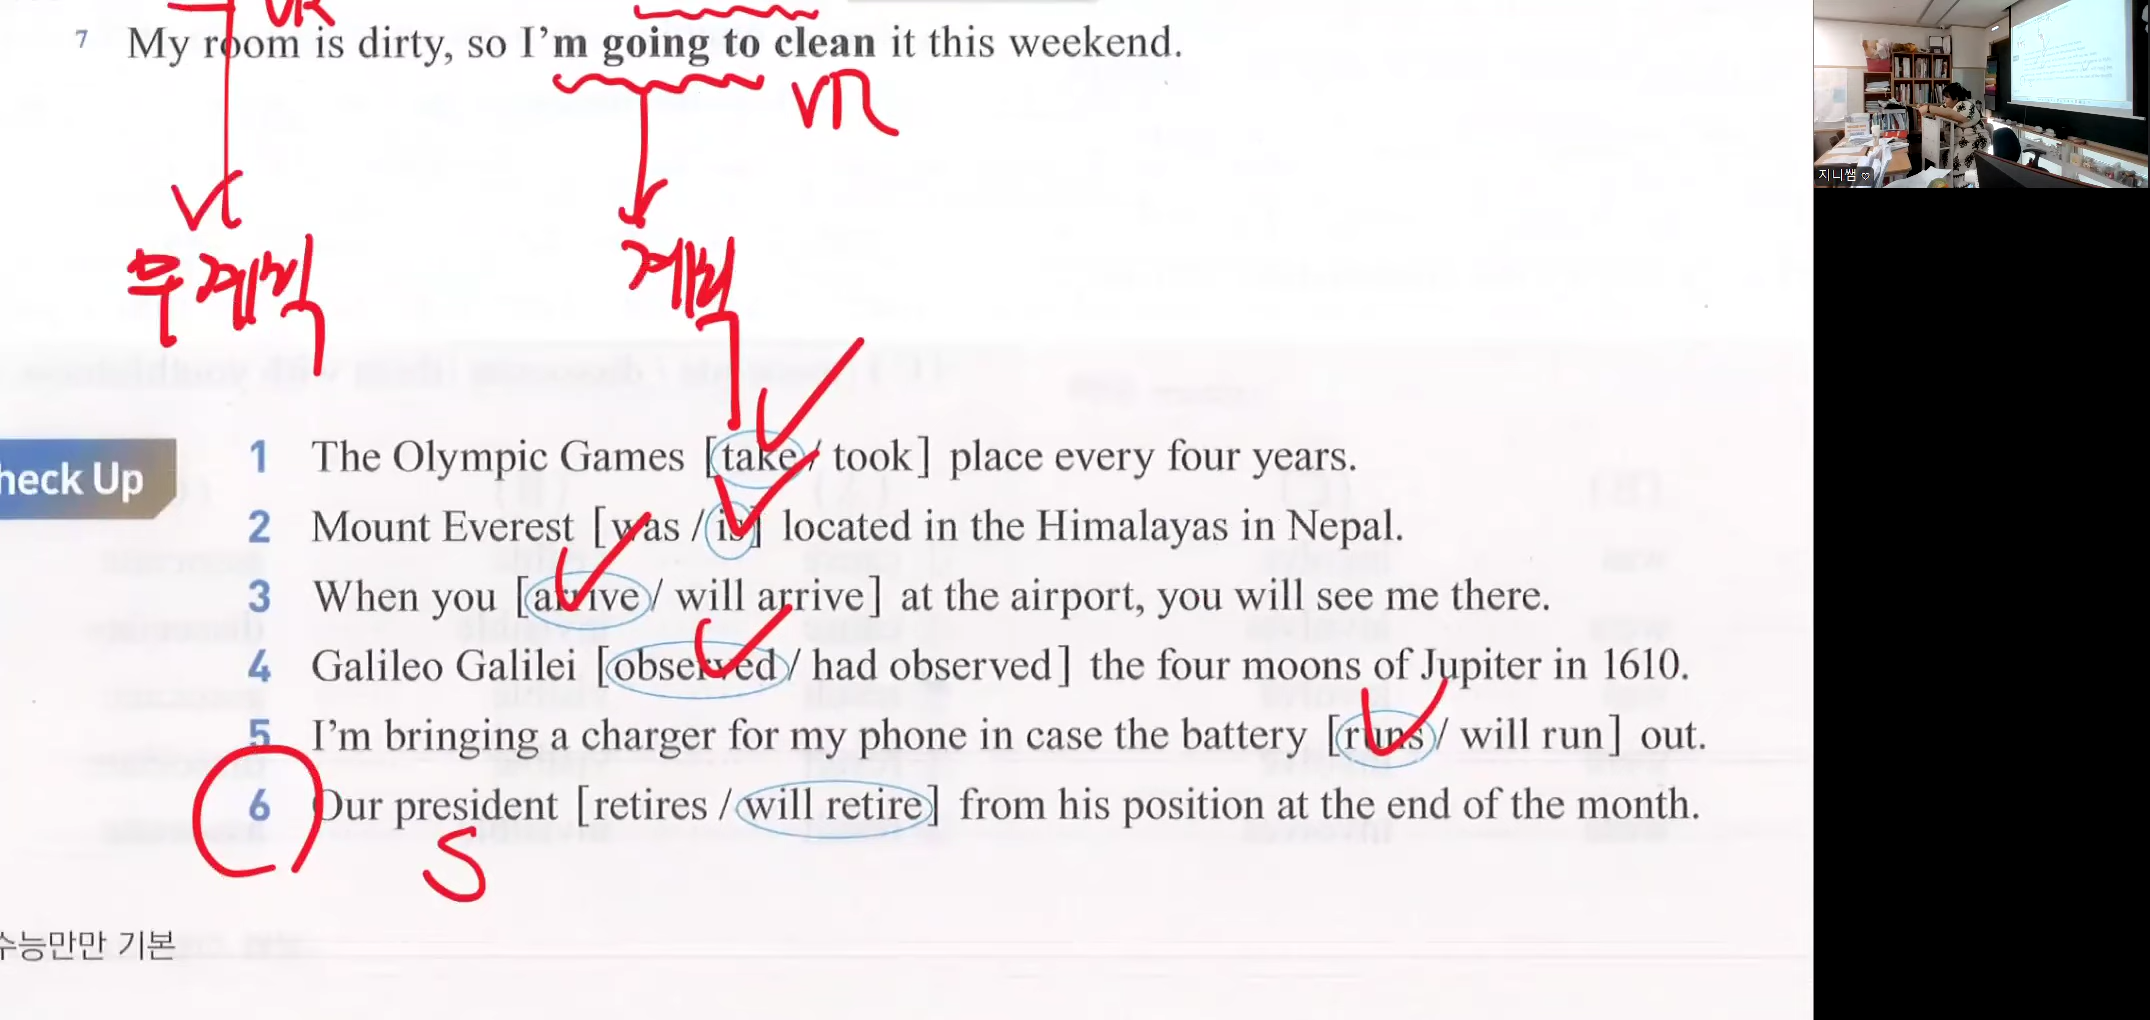 VR
7 My room is dirty, so I'm going to clean it this weekend.
VR
무계획
계획
heck Up
1 The Olympic Games [take / took] place every four years.
2 Mount Everest [was / is] located in the Himalayas in Nepal.
3 When you [arrive / will arrive] at the airport, you will see me there.
4 Galileo Galilei [observed / had observed] the four moons of Jupiter in 1610.
5 I'm bringing a charger for my phone in case the battery [runs / will run] out.
6 Our president [retires / will retire] from his position at the end of the month.
S
수능만만 기본
지니쌤 ♡